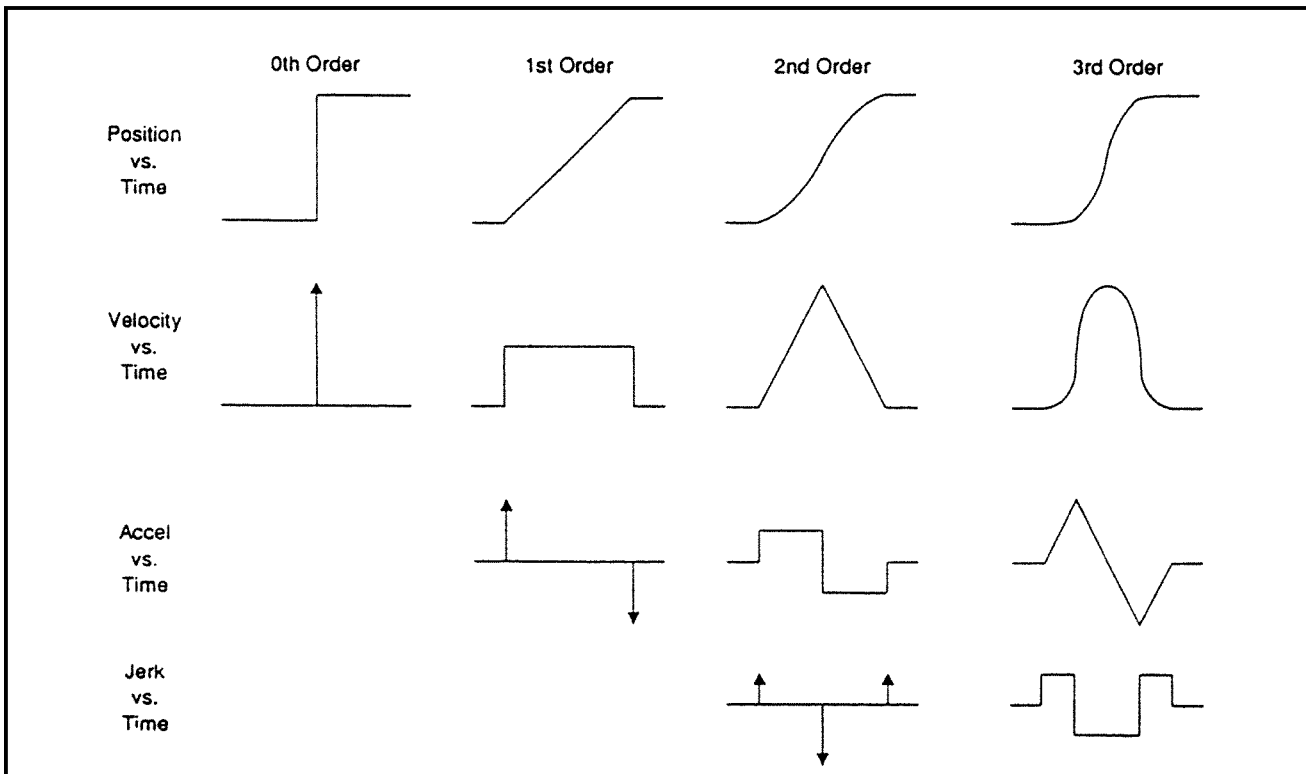 0th Order
1st Order
2nd Order
3rd Order
Position
vs.
Time
Velocity
vs.
Time
Accel
vs.
Time
Jerk
vs.
Time